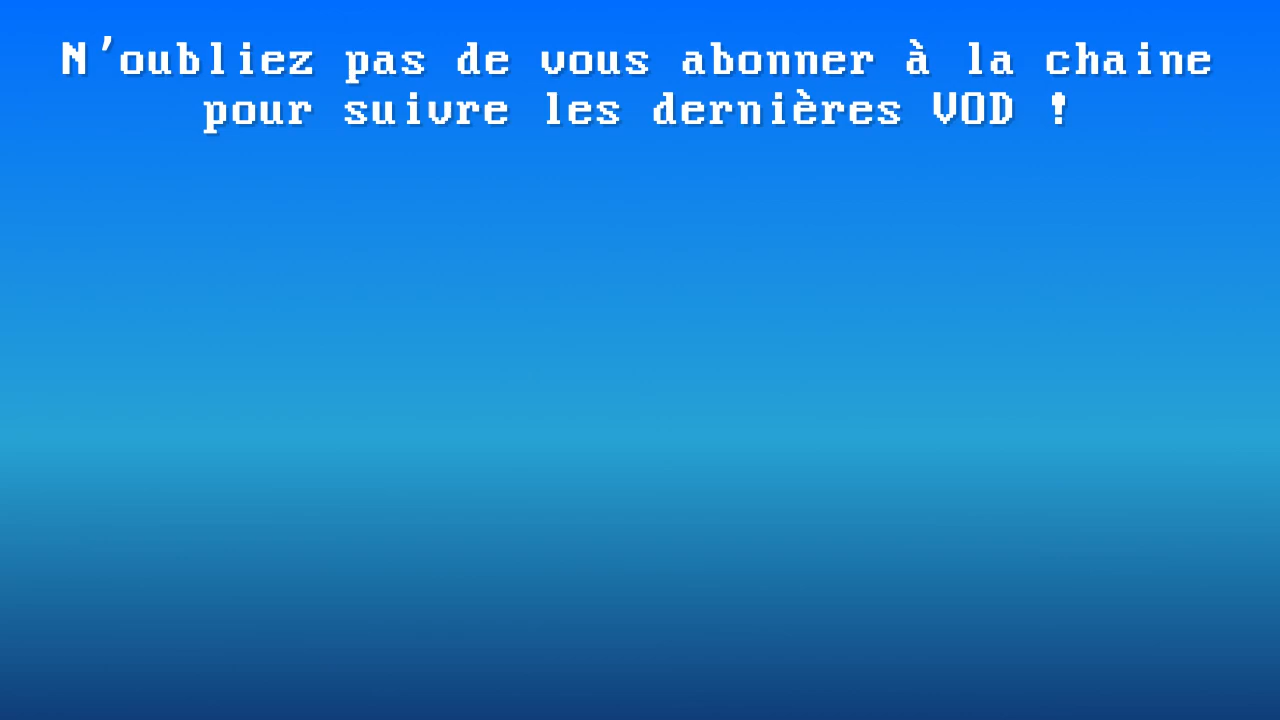 N'oubliez pas de vous abonner à la chaine
pour suivre les dernières VOD !